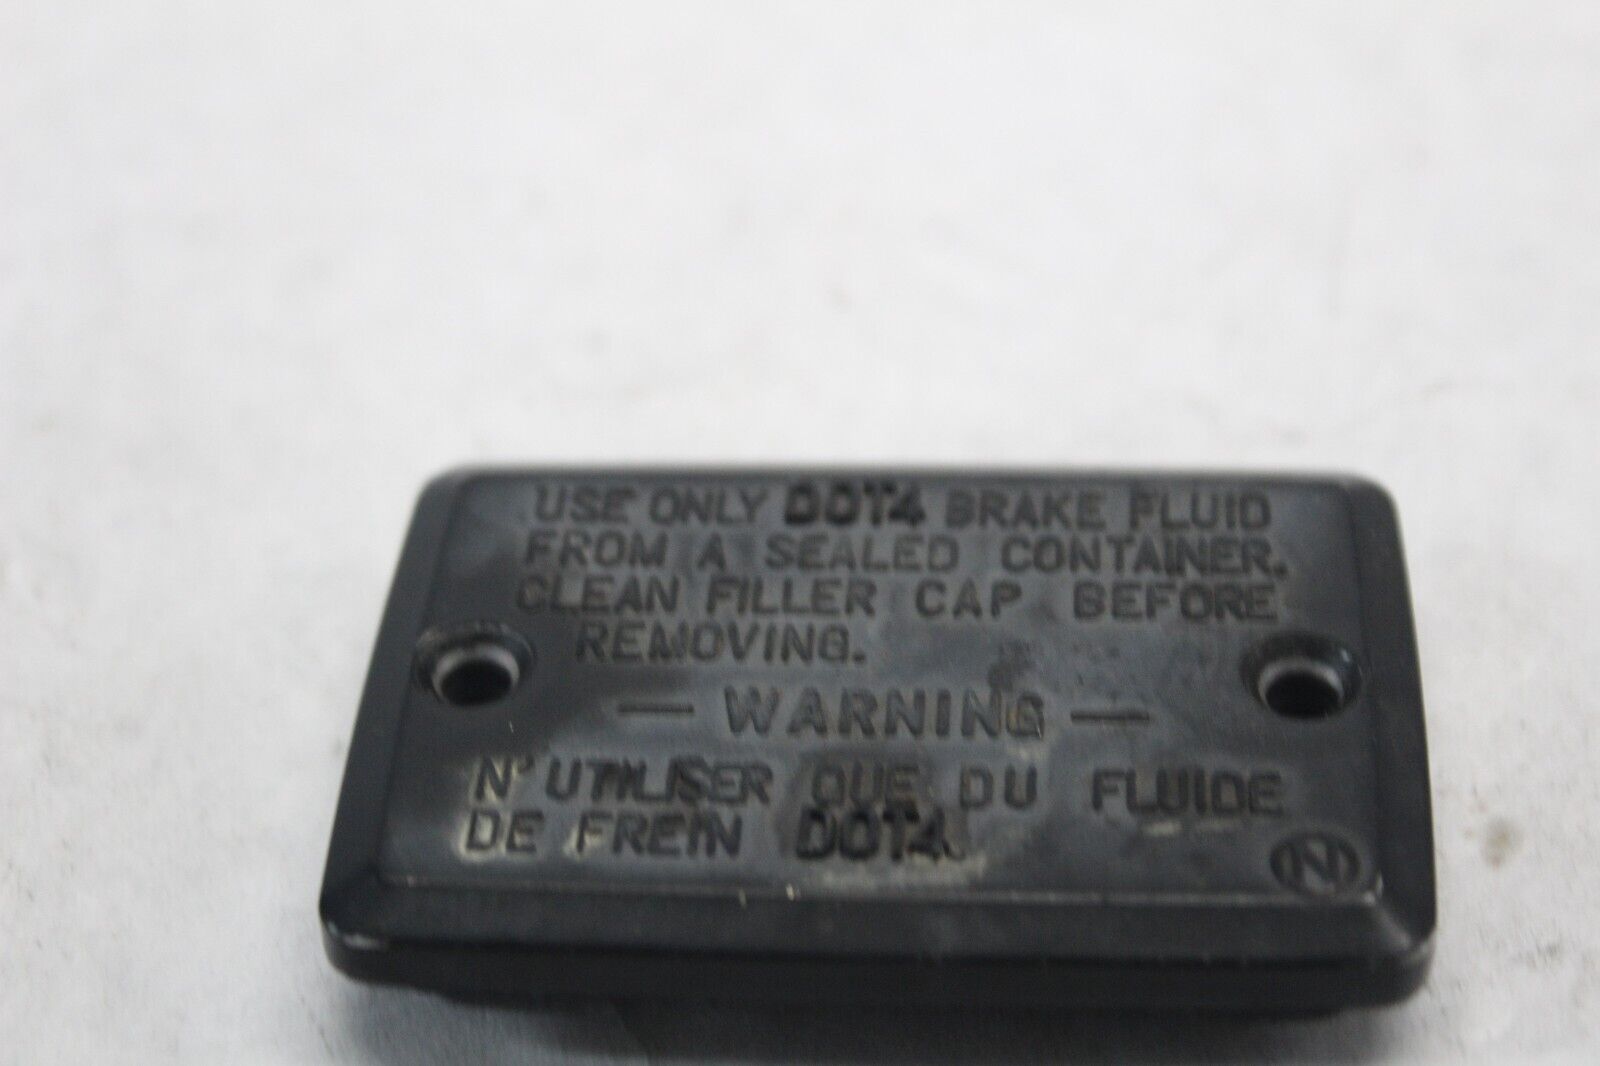 USE ONLY DOT4 BRAKE FLUID
FROM A SEALED CONTAINER.
CLEAN FILLER CAP BEFORE
REMOVING.
— WARNING —
N'UTILISER QUE DU FLUIDE
DE FREIN DOT4.
N